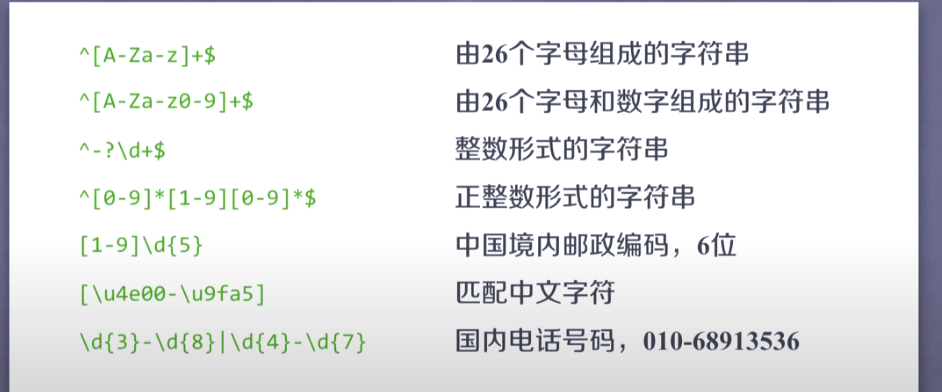 ^[A-Za-z]+$ 由26个字母组成的字符串
^[A-Za-z0-9]+$ 由26个字母和数字组成的字符串
^-?\d+$ 整数形式的字符串
^[0-9]*[1-9][0-9]*$ 正整数形式的字符串
[1-9]\d{5} 中国境内邮政编码，6位
[\u4e00-\u9fa5] 匹配中文字符
\d{3}-\d{8}|\d{4}-\d{7} 国内电话号码，010-68913536